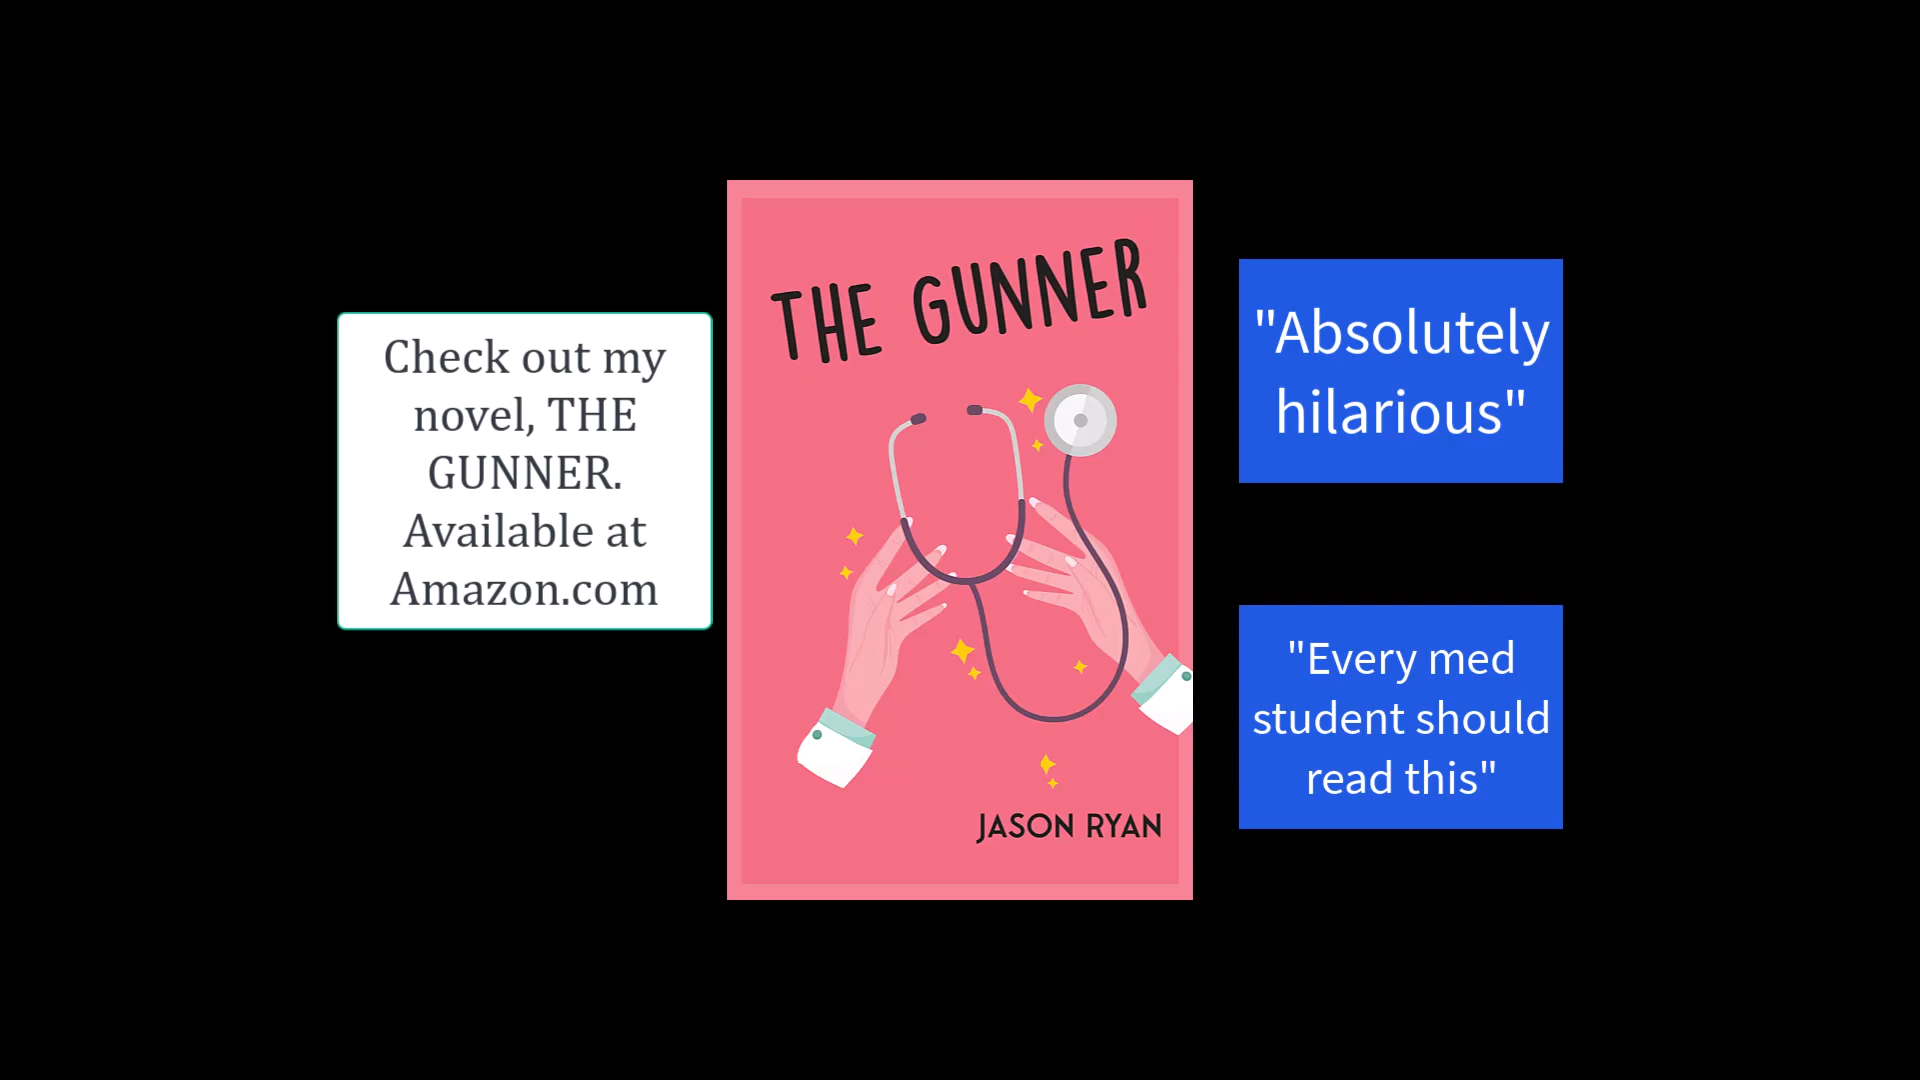 Check out my
novel, THE
GUNNER.
Available at
Amazon.com
THE GUNNER
JASON RYAN
"Absolutely
hilarious"
"Every med
student should
read this"